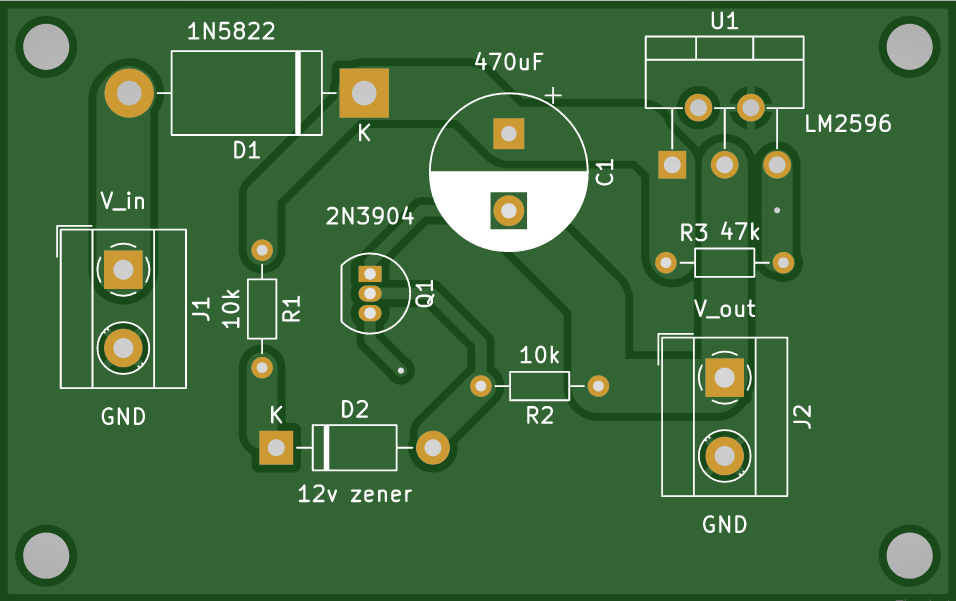 1N5822
U1
470uF
+
LM2596
K
D1
C1
V_in
2N3904
R3 47k
J1
10k
R1
Q1
V_out
10k
GND
K
D2
R2
J2
12v zener
GND